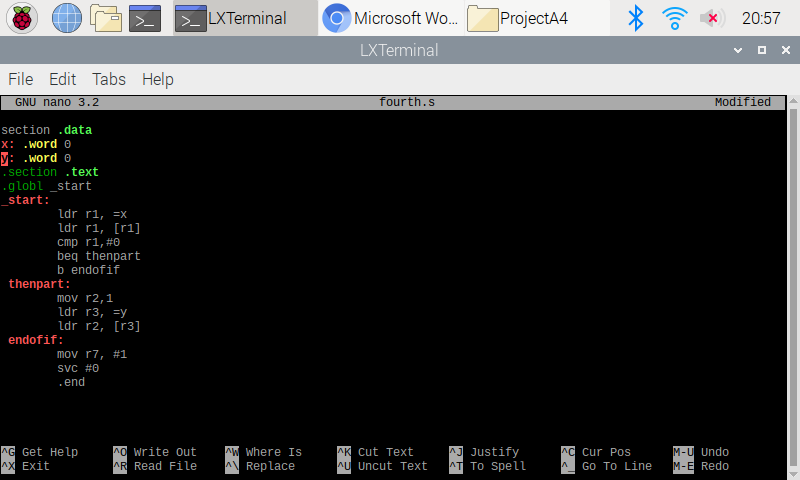 LXTerminal Microsoft Wo... ProjectA4 20:57
LXTerminal
File Edit Tabs Help
GNU nano 3.2 fourth.s Modified
section .data
x: .word 0
y: .word 0
.section .text
.globl _start
_start:
ldr r1, =x
ldr r1, [r1]
cmp r1,#0
beq thenpart
b endofif
thenpart:
mov r2,1
ldr r3, =y
ldr r2, [r3]
endofif:
mov r7, #1
svc #0
.end
^G Get Help ^O Write Out ^W Where Is ^K Cut Text ^J Justify ^C Cur Pos M-U Undo
^X Exit ^R Read File ^\ Replace ^U Uncut Text ^T To Spell ^_ Go To Line M-E Redo